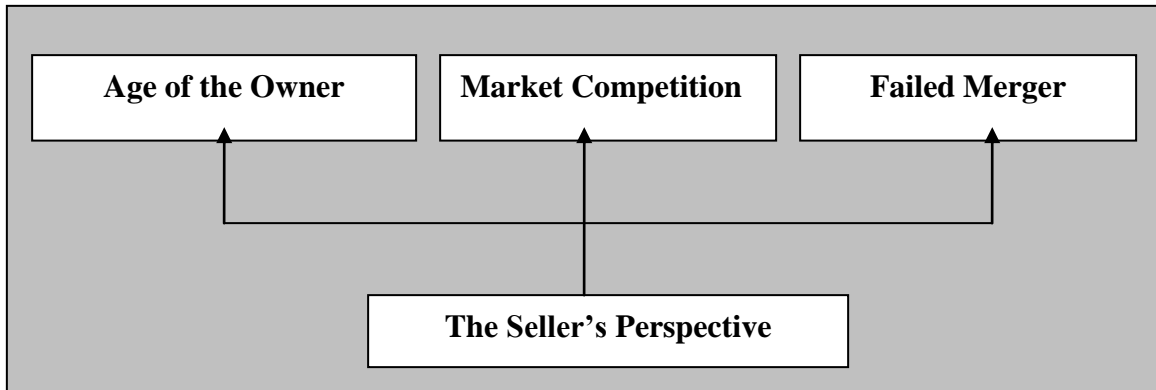 Age of the Owner
Market Competition
Failed Merger
The Seller’s Perspective